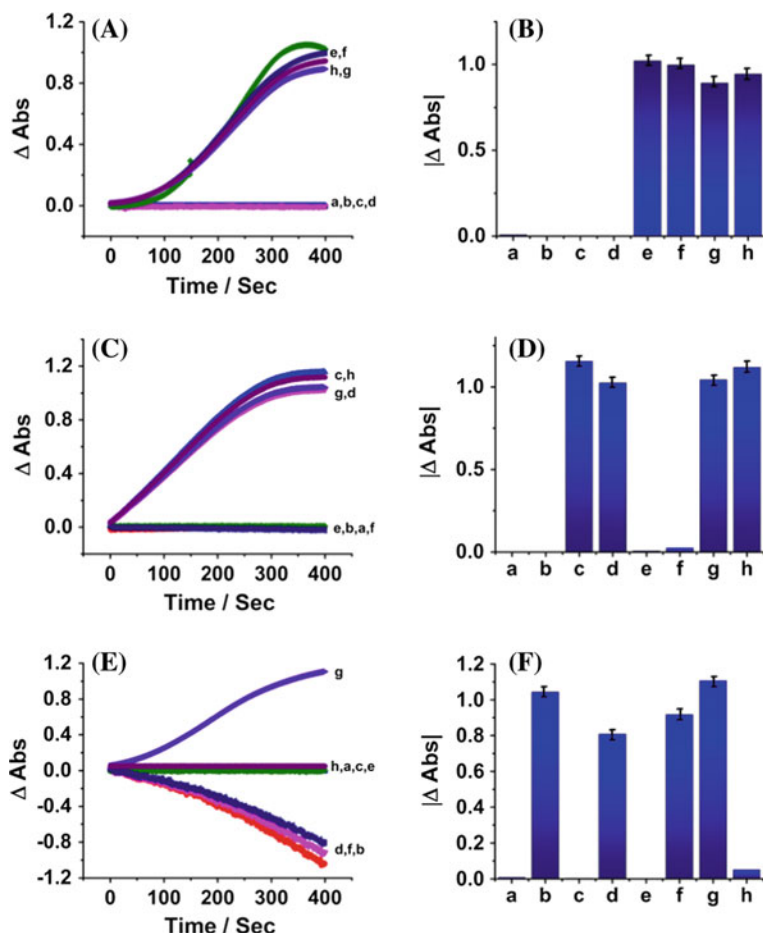 (A)
Δ Abs
1.2
0.8
0.4
0.0
e,f
h,g
a,b,c,d
0 100 200 300 400
Time / Sec
(B)
|Δ Abs|
1.0
0.5
0.0
a b c d e f g h
(C)
Δ Abs
1.2
0.8
0.4
0.0
c,h
g,d
e,b,a,f
0 100 200 300 400
Time / Sec
(D)
|Δ Abs|
1.0
0.5
0.0
a b c d e f g h
(E)
Δ Abs
1.2
0.8
0.4
0.0
-0.4
-0.8
-1.2
g
h,a,c,e
d,f,b
0 100 200 300 400
Time / Sec
(F)
|Δ Abs|
1.2
1.0
0.8
0.6
0.4
0.2
0.0
a b c d e f g h